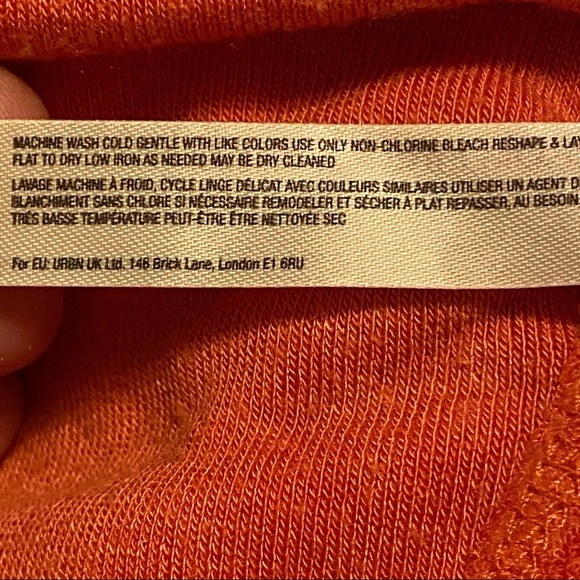 MACHINE WASH COLD GENTLE WITH LIKE COLORS USE ONLY NON-CHLORINE BLEACH RESHAPE & LAY
FLAT TO DRY LOW IRON AS NEEDED MAY BE DRY CLEANED
LAVAGE MACHINE À FROID, CYCLE LINGE DÉLICAT AVEC COULEURS SIMILAIRES UTILISER UN AGENT D
BLANCHIMENT SANS CHLORE SI NÉCESSAIRE REMODELER ET SÉCHER À PLAT REPASSER, AU BESOIN,
TRÉS BASSE TEMPÉRATURE PEUT-ÊTRE ÊTRE NETTOYÉE SEC
For EU: URBN UK Ltd. 146 Brick Lane, London E1 6RU